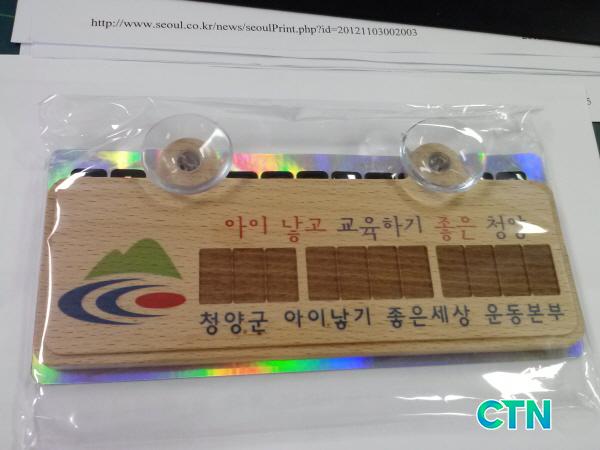 http://www.seoul.co.kr/news/seoulPrint.php?id=20121103002003
아이 낳고 교육하기 좋은 청양
청양군 아이낳기 좋은세상 운동본부
CTN